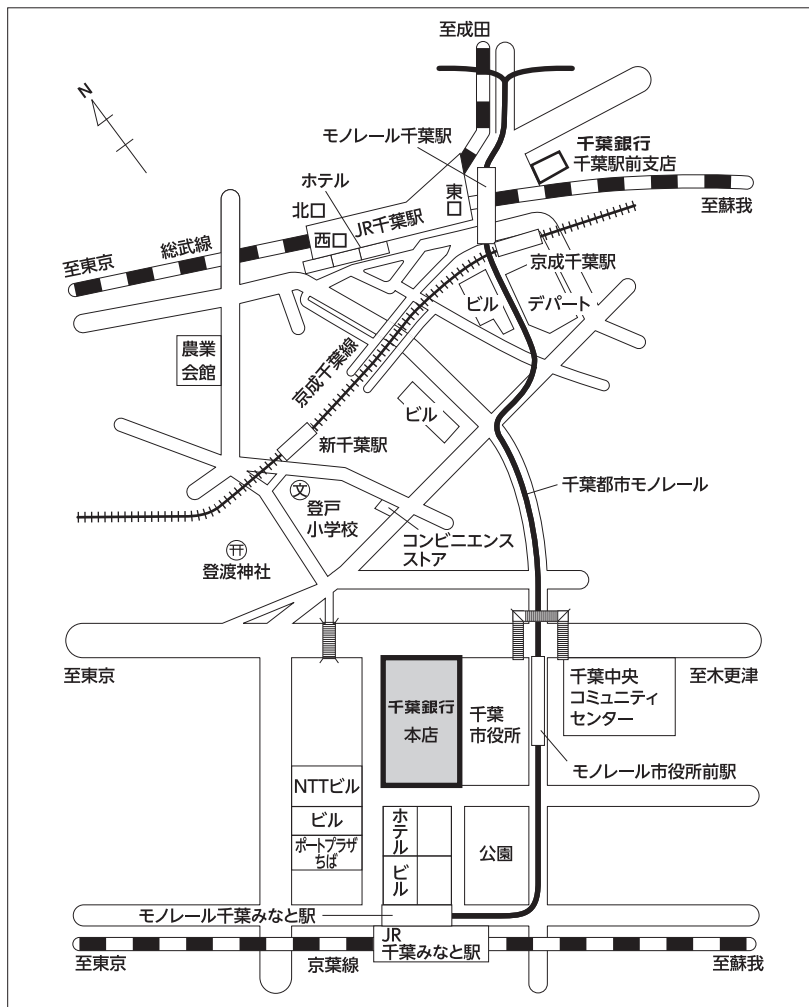 至成田
N
モノレール千葉駅
千葉銀行
千葉駅前支店
ホテル
北口
東口
JR千葉駅
西口
至蘇我
総武線
至東京
京成千葉駅
ビル
デパート
農業
会館
京成千葉線
ビル
新千葉駅
千葉都市モノレール
文
登戸
小学校
コンビニエンス
ストア
登渡神社
至東京
千葉銀行
本店
千葉
市役所
千葉中央
コミュニティ
センター
至木更津
モノレール市役所前駅
NTTビル
ビル
ポートプラザ
ちば
ホテル
ビル
公園
モノレール千葉みなと駅
JR
千葉みなと駅
至東京
京葉線
至蘇我